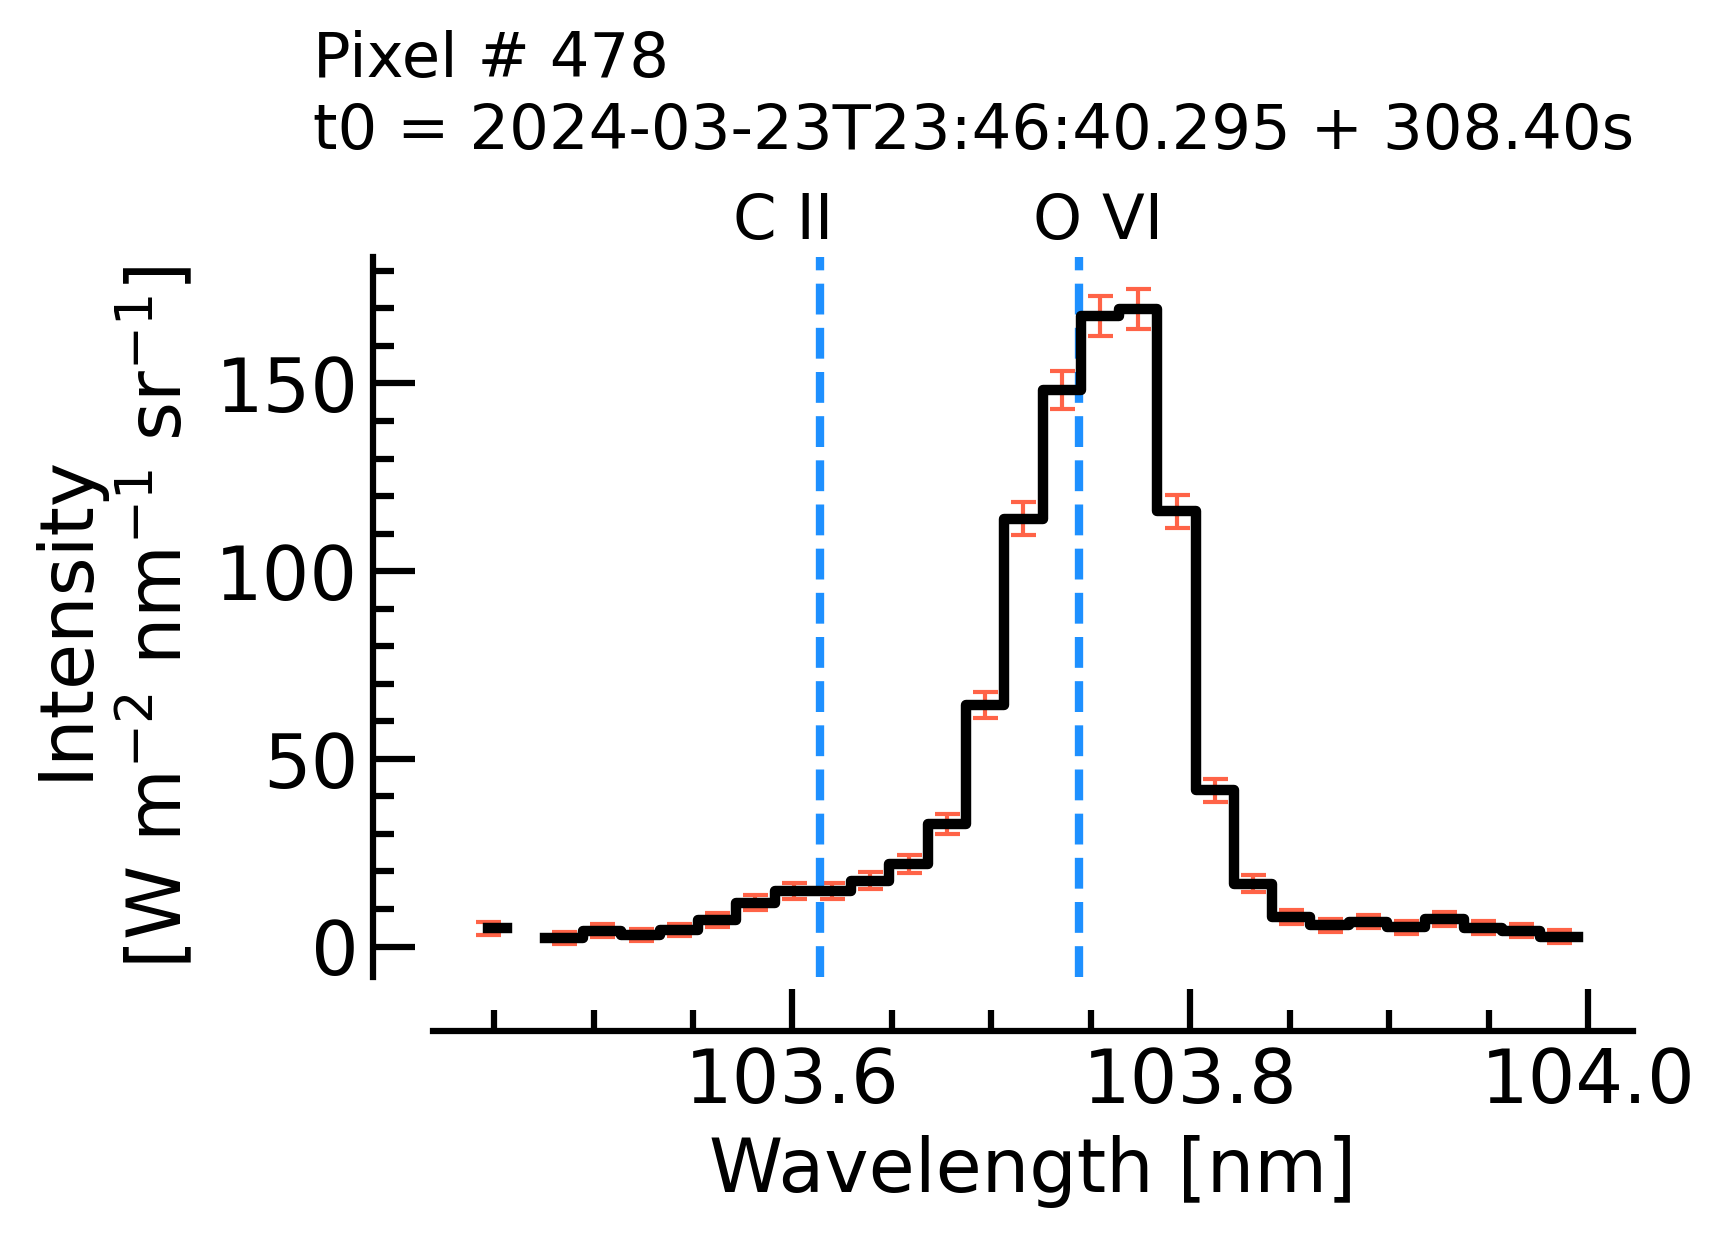 Pixel # 478
t0 = 2024-03-23T23:46:40.295 + 308.40s
C II
O VI
Intensity
[W m⁻² nm⁻¹ sr⁻¹]
150
100
50
0
103.6
103.8
104.0
Wavelength [nm]